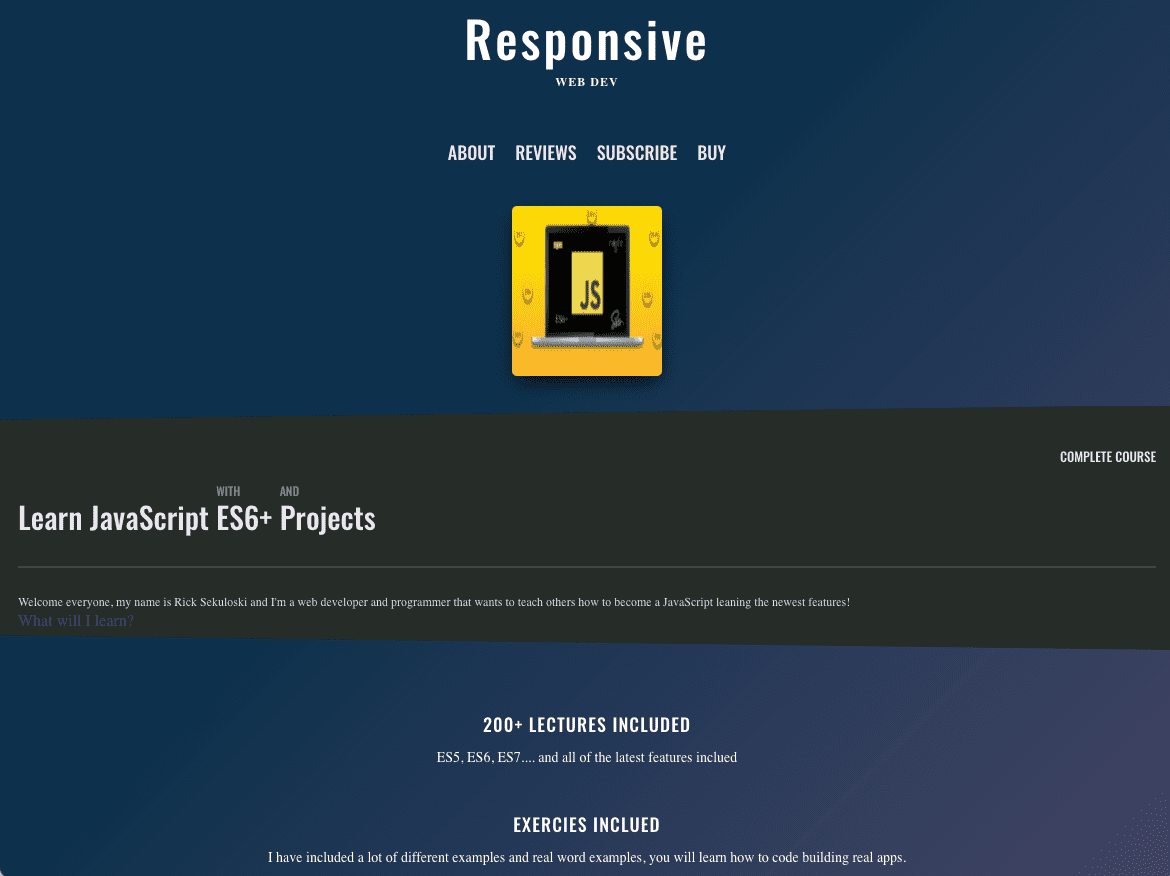 Responsive
WEB DEV
ABOUT REVIEWS SUBSCRIBE BUY
JS
COMPLETE COURSE
WITH AND
Learn JavaScript ES6+ Projects
Welcome everyone, my name is Rick Sekuloski and I'm a web developer and programmer that wants to teach others how to become a JavaScript leaning the newest features!
What will I learn?
200+ LECTURES INCLUDED
ES5, ES6, ES7.... and all of the latest features inclued
EXERCIES INCLUED
I have included a lot of different examples and real word examples, you will learn how to code building real apps.